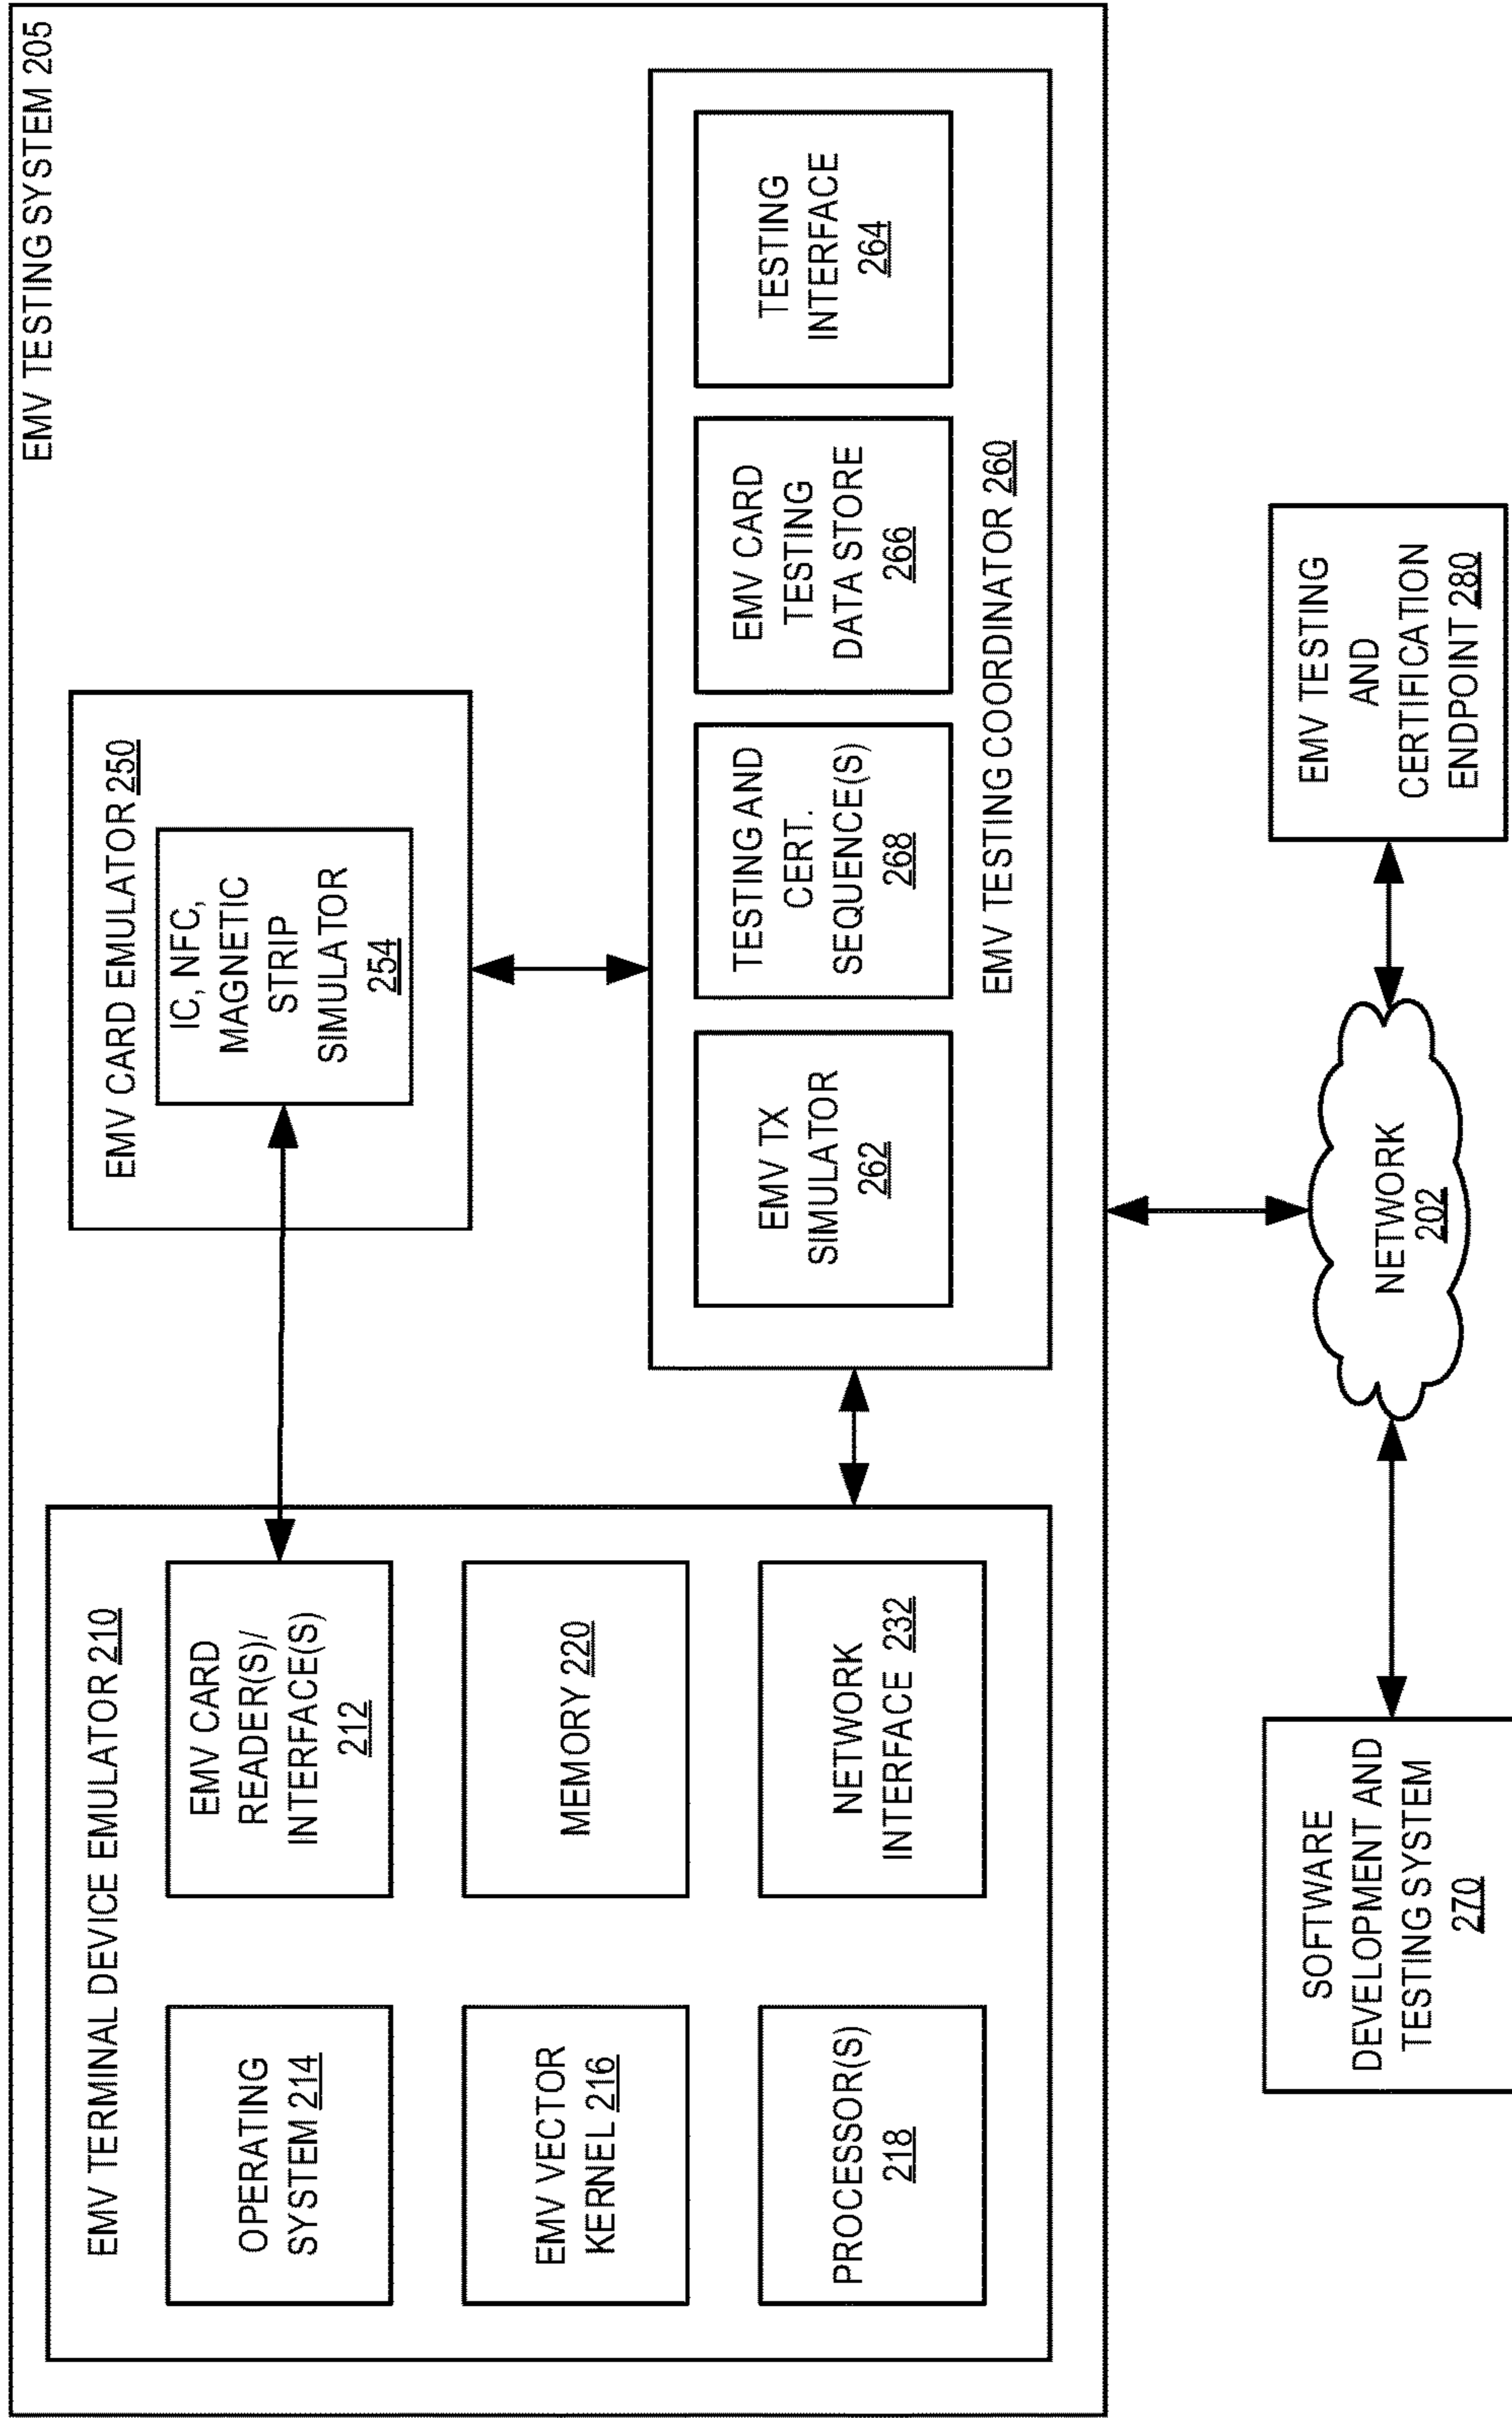 EMV TESTING SYSTEM 205
EMV TERMINAL DEVICE EMULATOR 210
OPERATING
SYSTEM 214
EMV CARD
READER(S)/
INTERFACE(S)
212
EMV VECTOR
KERNEL 216
MEMORY 220
PROCESSOR(S)
218
NETWORK
INTERFACE 232
EMV CARD EMULATOR 250
IC, NFC,
MAGNETIC
STRIP
SIMULATOR
254
EMV TX
SIMULATOR
262
TESTING AND
CERT.
SEQUENCE(S)
268
EMV CARD
TESTING
DATA STORE
266
TESTING
INTERFACE
264
EMV TESTING COORDINATOR 260
SOFTWARE
DEVELOPMENT AND
TESTING SYSTEM
270
NETWORK
202
EMV TESTING
AND
CERTIFICATION
ENDPOINT 280